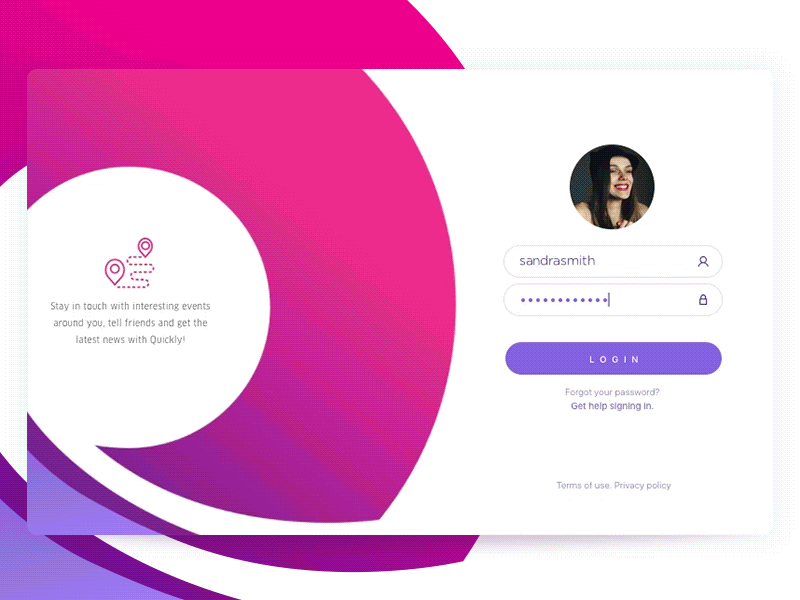 Stay in touch with interesting events
around you, tell friends and get the
latest news with Quickly!
sandrasmith
••••••••••••
LOGIN
Forgot your password?
Get help signing in.
Terms of use. Privacy policy